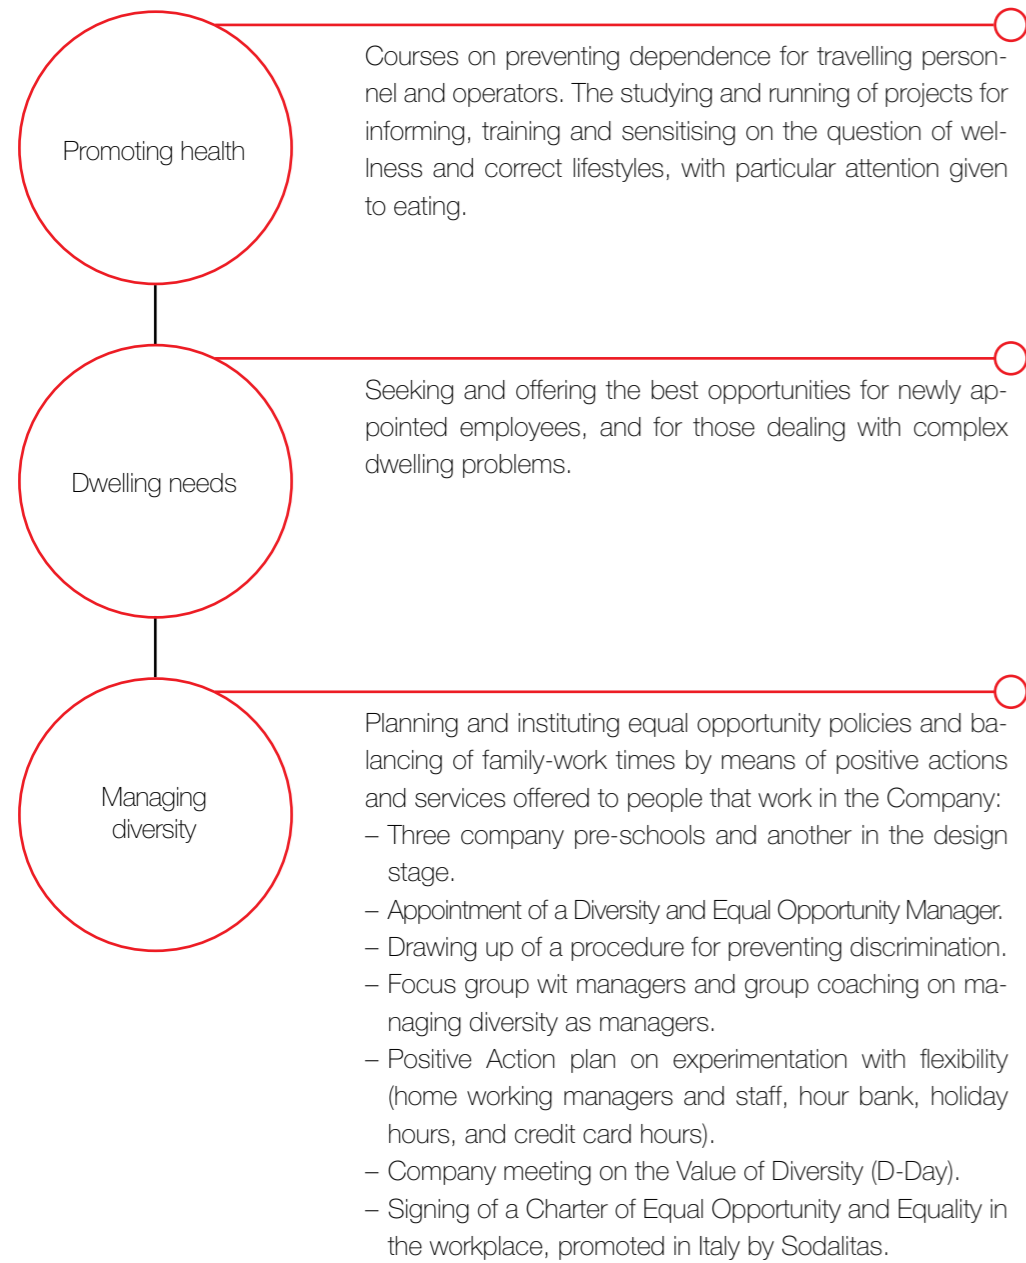 Promoting health
Courses on preventing dependence for travelling person-
nel and operators. The studying and running of projects for
informing, training and sensitising on the question of wel-
lness and correct lifestyles, with particular attention given
to eating.
Dwelling needs
Seeking and offering the best opportunities for newly ap-
pointed employees, and for those dealing with complex
dwelling problems.
Managing
diversity
Planning and instituting equal opportunity policies and ba-
lancing of family-work times by means of positive actions
and services offered to people that work in the Company:
– Three company pre-schools and another in the design
stage.
– Appointment of a Diversity and Equal Opportunity Manager.
– Drawing up of a procedure for preventing discrimination.
– Focus group wit managers and group coaching on ma-
naging diversity as managers.
– Positive Action plan on experimentation with flexibility
(home working managers and staff, hour bank, holiday
hours, and credit card hours).
– Company meeting on the Value of Diversity (D-Day).
– Signing of a Charter of Equal Opportunity and Equality in
the workplace, promoted in Italy by Sodalitas.